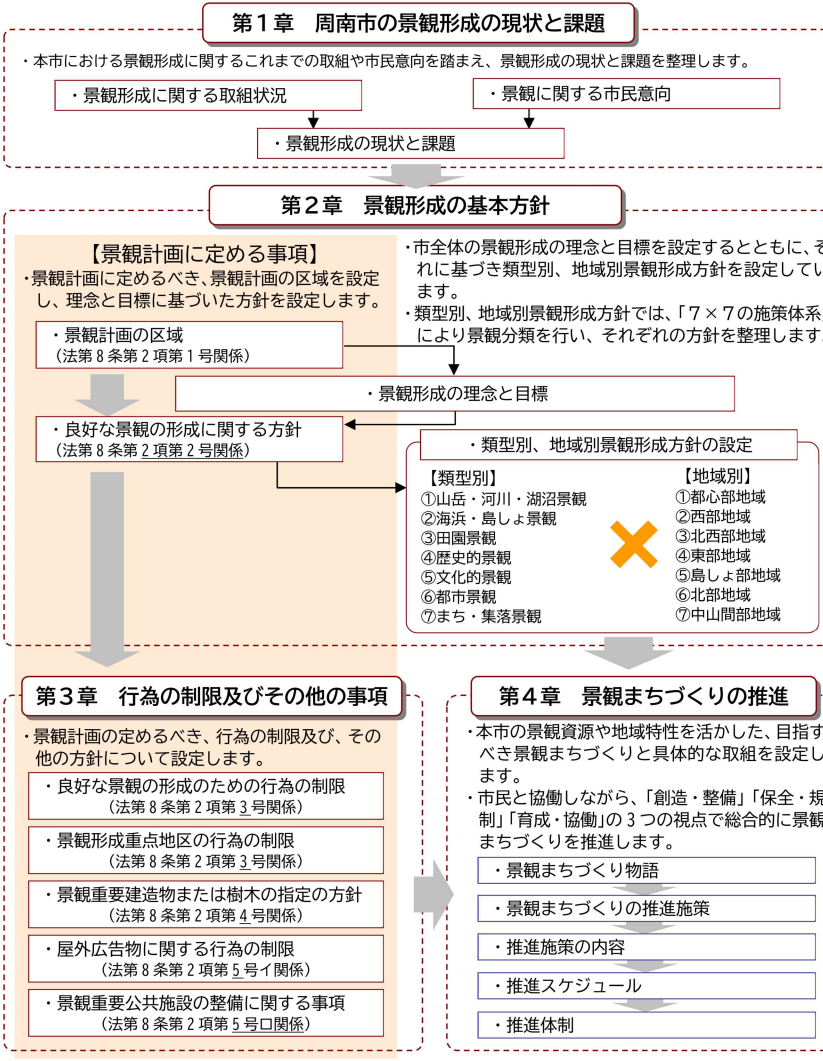 第1章　周南市の景観形成の現状と課題
・本市における景観形成に関するこれまでの取組や市民意向を踏まえ、景観形成の現状と課題を整理します。
・景観形成に関する取組状況
・景観に関する市民意向
・景観形成の現状と課題
第2章　景観形成の基本方針
【景観計画に定める事項】
・景観計画に定めるべき、景観計画の区域を設定
し、理念と目標に基づいた方針を設定します。
・市全体の景観形成の理念と目標を設定するとともに、そ
れに基づき類型別、地域別景観形成方針を設定してい
ます。
・類型別、地域別景観形成方針では、「7×7の施策体系」
により景観分類を行い、それぞれの方針を整理します。
・景観計画の区域
（法第8条第2項第1号関係）
・景観形成の理念と目標
・良好な景観の形成に関する方針
（法第8条第2項第2号関係）
・類型別、地域別景観形成方針の設定
【類型別】
①山岳・河川・湖沼景観
②海浜・島しょ景観
③田園景観
④歴史的景観
⑤文化的景観
⑥都市景観
⑦まち・集落景観
【地域別】
①都心部地域
②西部地域
③北西部地域
④東部地域
⑤島しょ部地域
⑥北部地域
⑦中山間部地域
第3章　行為の制限及びその他の事項
・景観計画の定めるべき、行為の制限及び、その
他の方針について設定します。
・良好な景観の形成のための行為の制限
（法第8条第2項第3号関係）
・景観形成重点地区の行為の制限
（法第8条第2項第3号関係）
・景観重要建造物または樹木の指定の方針
（法第8条第2項第4号関係）
・屋外広告物に関する行為の制限
（法第8条第2項第5号イ関係）
・景観重要公共施設の整備に関する事項
（法第8条第2項第5号ロ関係）
第4章　景観まちづくりの推進
・本市の景観資源や地域特性を活かした、目指す
べき景観まちづくりと具体的な取組を設定し
ます。
・市民と協働しながら、「創造・整備」「保全・規
制」「育成・協働」の3つの視点で総合的に景観
まちづくりを推進します。
・景観まちづくり物語
・景観まちづくりの推進施策
・推進施策の内容
・推進スケジュール
・推進体制